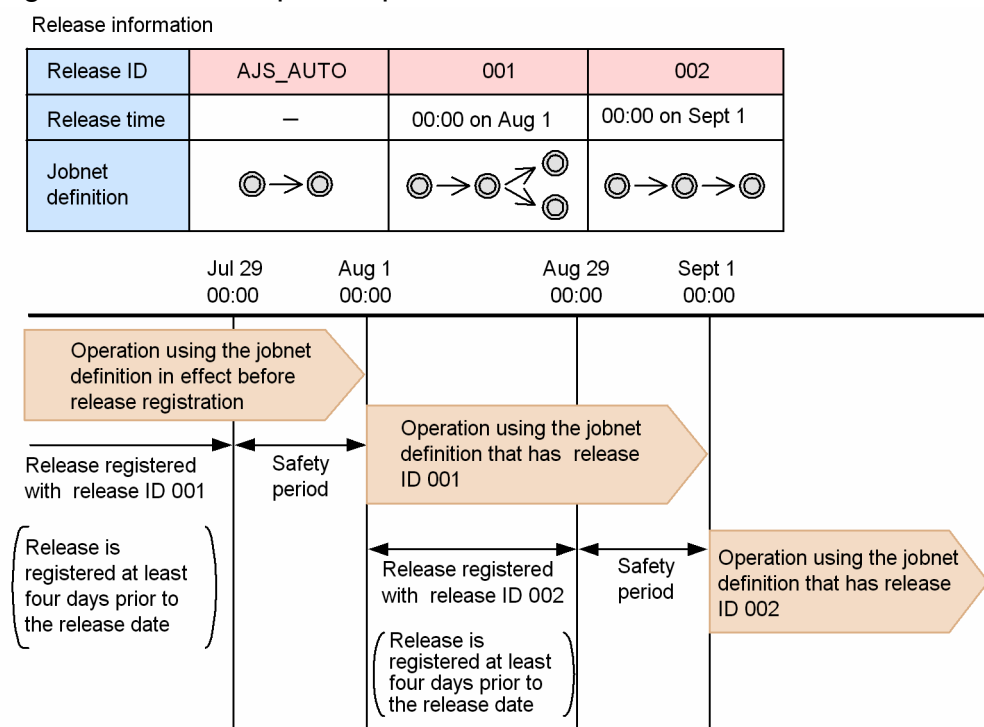 Release information
Release ID AJS_AUTO 001 002
Release time – 00:00 on Aug 1 00:00 on Sept 1
Jobnet
definition
Jul 29 Aug 1 Aug 29 Sept 1
00:00 00:00 00:00 00:00
Operation using the jobnet
definition in effect before
release registration
Operation using the jobnet
definition that has release
ID 001
Release registered
with release ID 001
Safety
period
(Release is
registered at least
four days prior to
the release date)
Release registered
with release ID 002
Safety
period
(Release is
registered at least
four days prior to
the release date)
Operation using the jobnet
definition that has release
ID 002